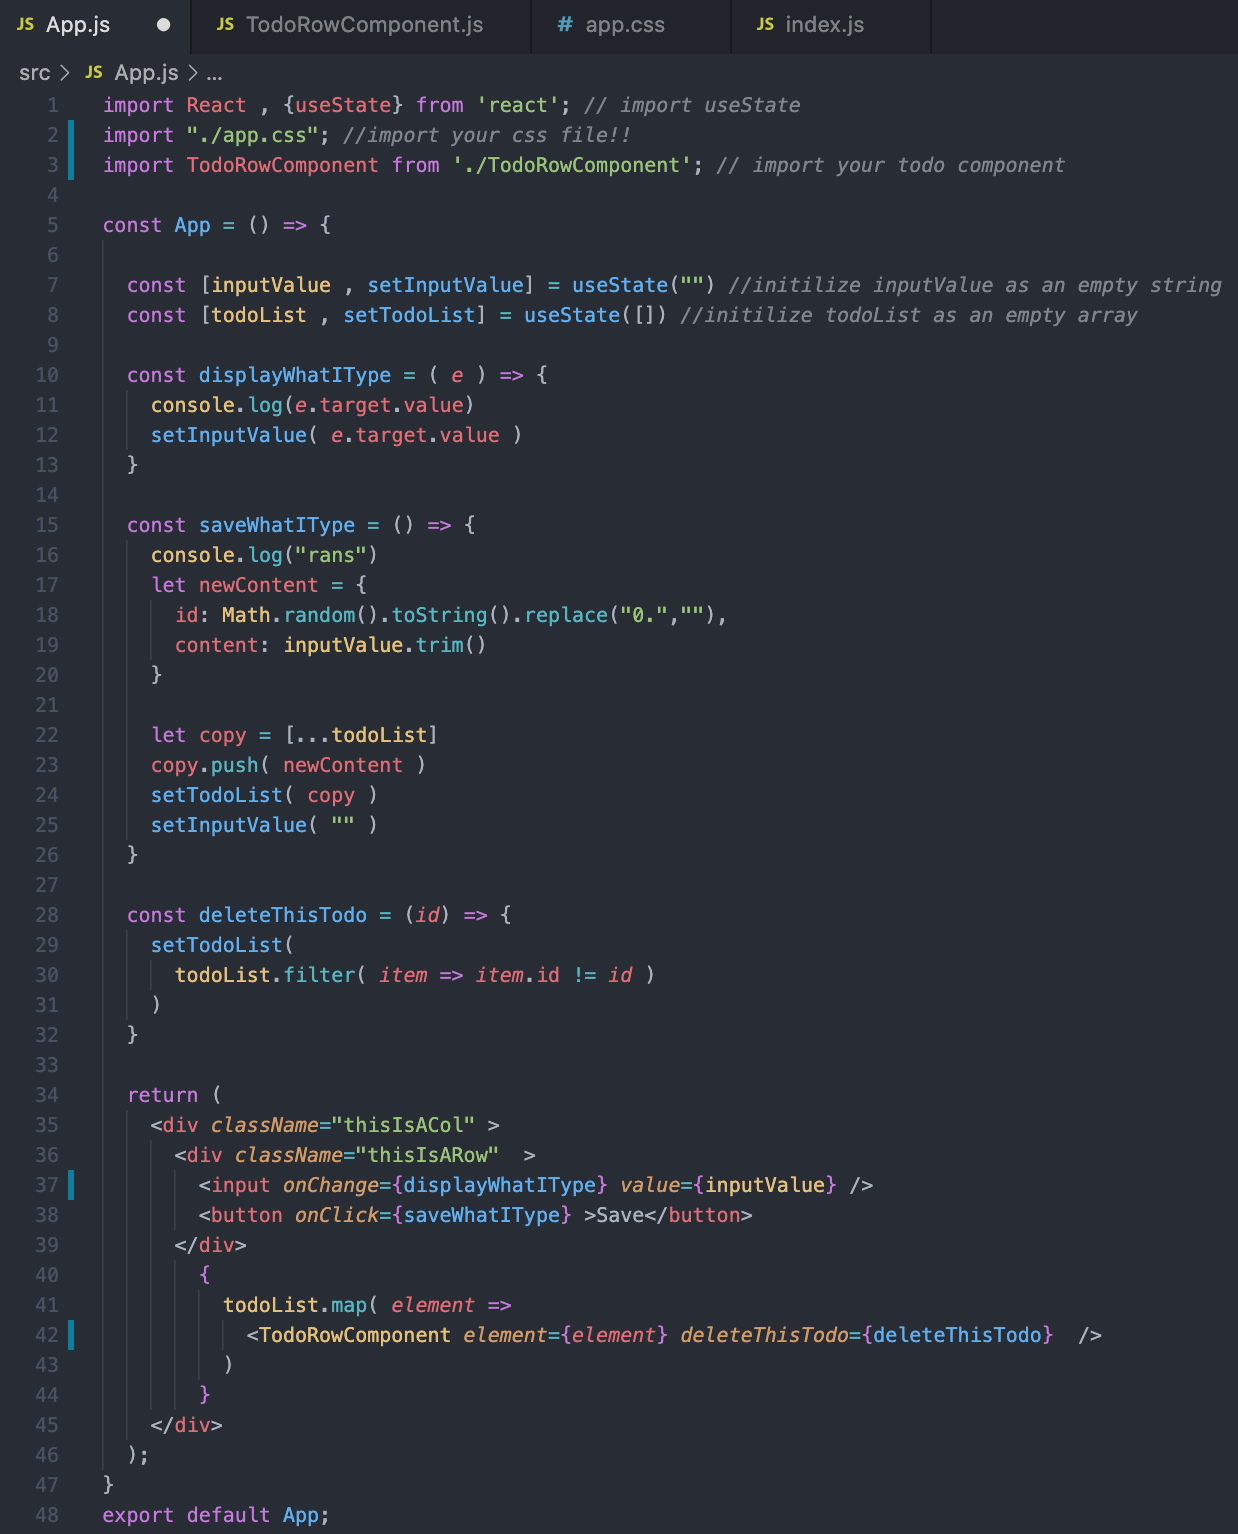 JS App.js ● JS TodoRowComponent.js # app.css JS index.js
src > JS App.js > ...
1 import React , {useState} from 'react'; // import useState
2 import "./app.css"; //import your css file!!
3 import TodoRowComponent from './TodoRowComponent'; // import your todo component
4
5 const App = () => {
6
7   const [inputValue , setInputValue] = useState("") //initilize inputValue as an empty string
8   const [todoList , setTodoList] = useState([]) //initilize todoList as an empty array
9
10   const displayWhatIType = ( e ) => {
11     console.log(e.target.value)
12     setInputValue( e.target.value )
13   }
14
15   const saveWhatIType = () => {
16     console.log("rans")
17     let newContent = {
18       id: Math.random().toString().replace("0.",""),
19       content: inputValue.trim()
20     }
21
22     let copy = [...todoList]
23     copy.push( newContent )
24     setTodoList( copy )
25     setInputValue( "" )
26   }
27
28   const deleteThisTodo = (id) => {
29     setTodoList(
30       todoList.filter( item => item.id != id )
31     )
32   }
33
34   return (
35     <div className="thisIsACol" >
36       <div className="thisIsARow"  >
37         <input onChange={displayWhatIType} value={inputValue} />
38         <button onClick={saveWhatIType} >Save</button>
39       </div>
40         {
41           todoList.map( element =>
42             <TodoRowComponent element={element} deleteThisTodo={deleteThisTodo}  />
43           )
44         }
45     </div>
46   );
47 }
48 export default App;